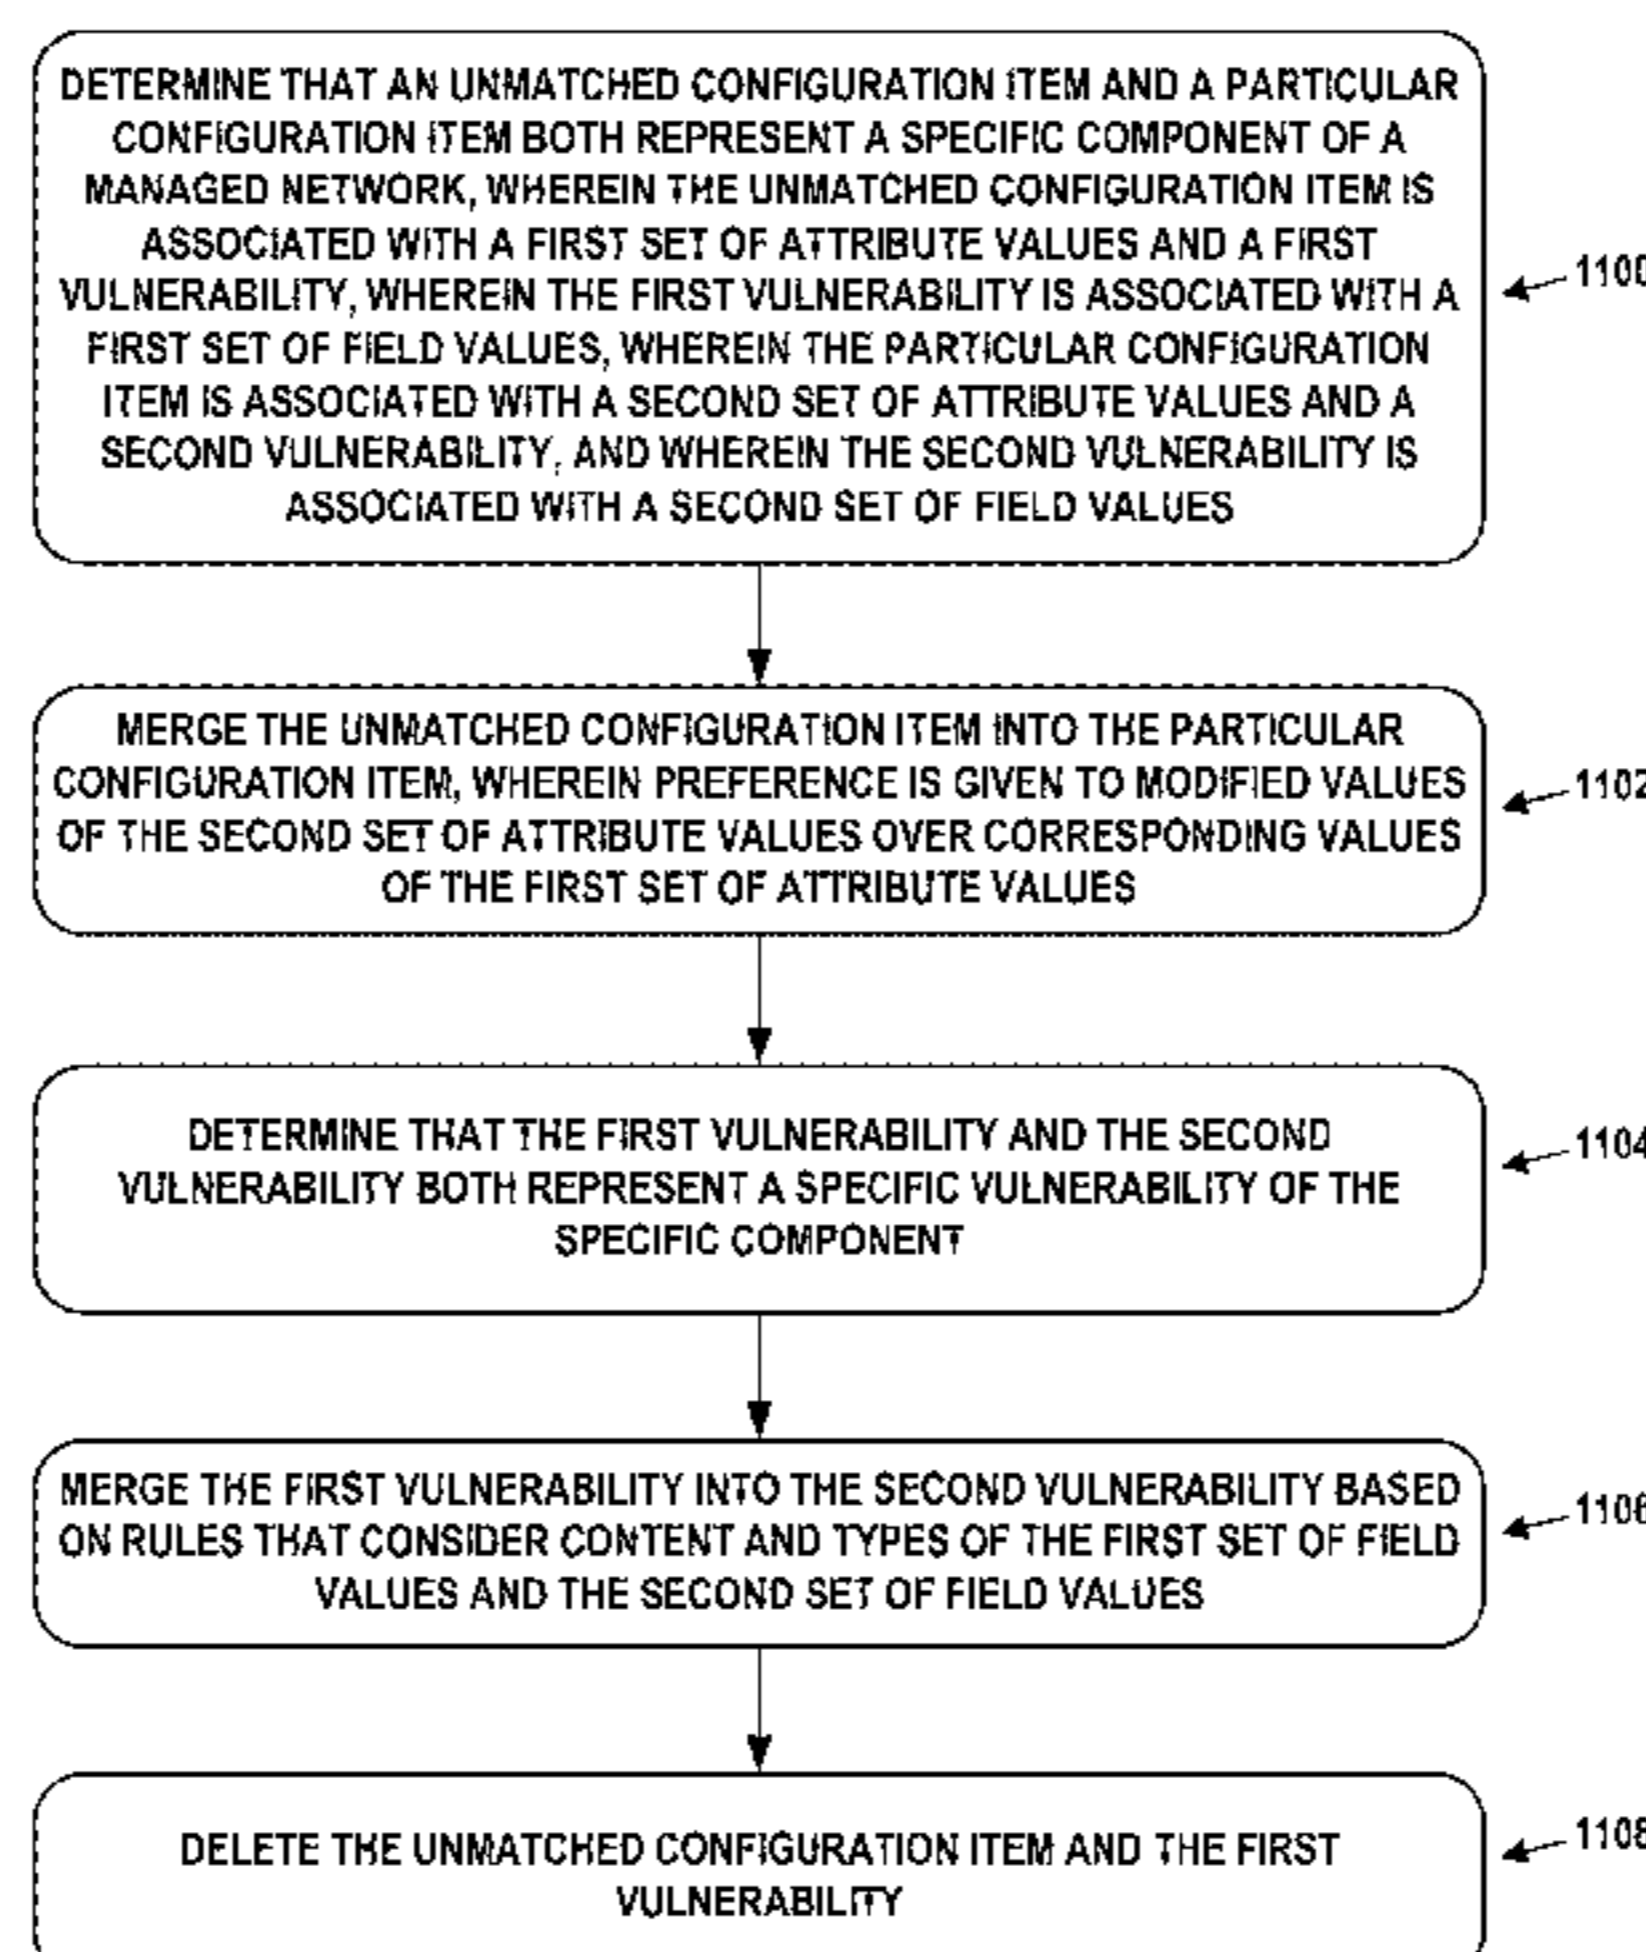 DETERMINE THAT AN UNMATCHED CONFIGURATION ITEM AND A PARTICULAR
CONFIGURATION ITEM BOTH REPRESENT A SPECIFIC COMPONENT OF A
MANAGED NETWORK, WHEREIN THE UNMATCHED CONFIGURATION ITEM IS
ASSOCIATED WITH A FIRST SET OF ATTRIBUTE VALUES AND A FIRST
VULNERABILITY, WHEREIN THE FIRST VULNERABILITY IS ASSOCIATED WITH A
FIRST SET OF FIELD VALUES, WHEREIN THE PARTICULAR CONFIGURATION
ITEM IS ASSOCIATED WITH A SECOND SET OF ATTRIBUTE VALUES AND A
SECOND VULNERABILITY, AND WHEREIN THE SECOND VULNERABILITY IS
ASSOCIATED WITH A SECOND SET OF FIELD VALUES
1100
MERGE THE UNMATCHED CONFIGURATION ITEM INTO THE PARTICULAR
CONFIGURATION ITEM, WHEREIN PREFERENCE IS GIVEN TO MODIFIED VALUES
OF THE SECOND SET OF ATTRIBUTE VALUES OVER CORRESPONDING VALUES
OF THE FIRST SET OF ATTRIBUTE VALUES
1102
DETERMINE THAT THE FIRST VULNERABILITY AND THE SECOND
VULNERABILITY BOTH REPRESENT A SPECIFIC VULNERABILITY OF THE
SPECIFIC COMPONENT
1104
MERGE THE FIRST VULNERABILITY INTO THE SECOND VULNERABILITY BASED
ON RULES THAT CONSIDER CONTENT AND TYPES OF THE FIRST SET OF FIELD
VALUES AND THE SECOND SET OF FIELD VALUES
1106
DELETE THE UNMATCHED CONFIGURATION ITEM AND THE FIRST
VULNERABILITY
1108